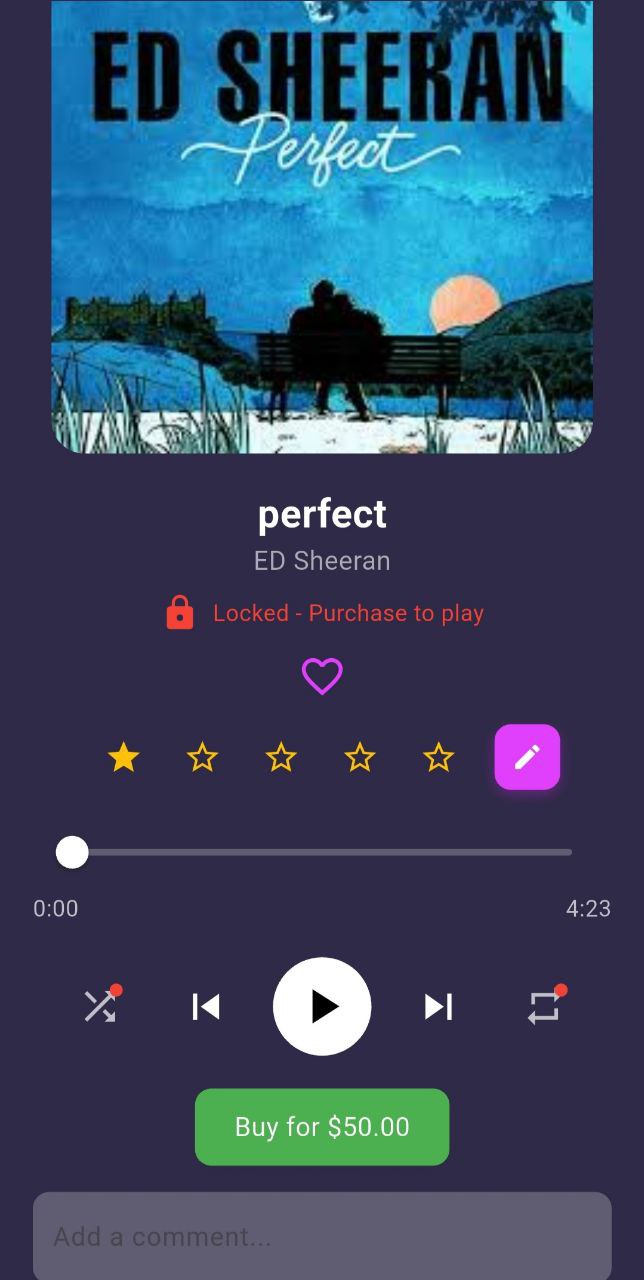 ED SHEERAN
Perfect
perfect
ED Sheeran
Locked - Purchase to play
0:00
4:23
Buy for $50.00
Add a comment...